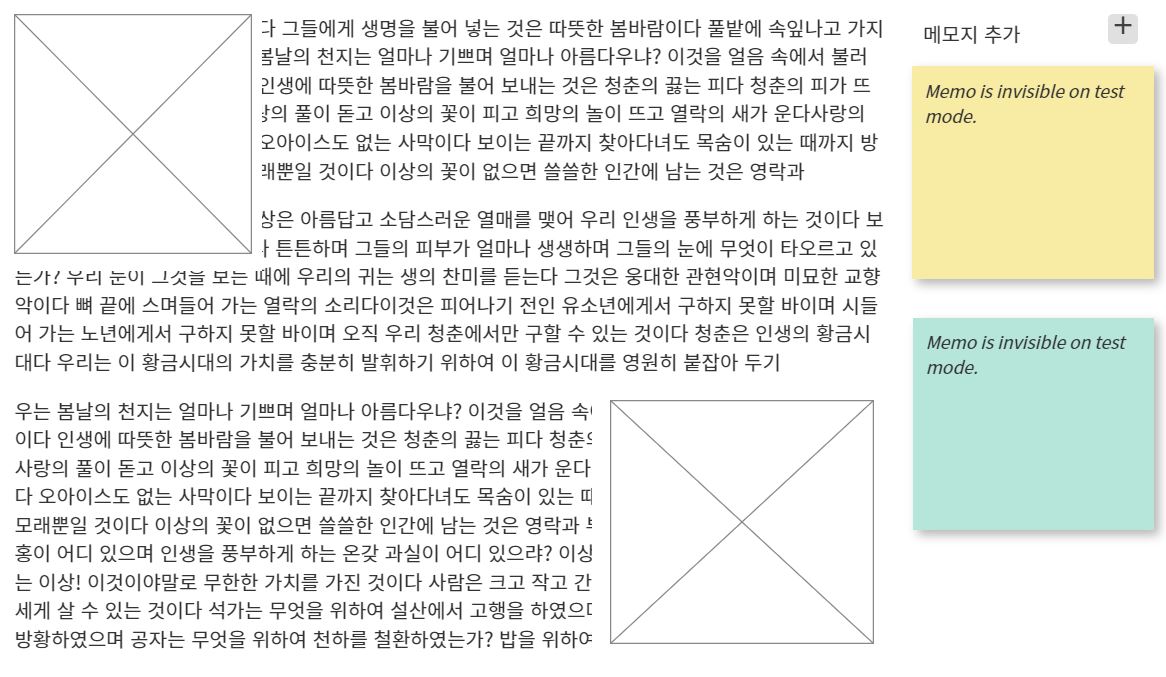 다 그들에게 생명을 불어 넣는 것은 따뜻한 봄바람이다 풀밭에 속잎나고 가지
봄날의 천지는 얼마나 기쁘며 얼마나 아름다우냐? 이것을 얼음 속에서 불러
인생에 따뜻한 봄바람을 불어 보내는 것은 청춘의 끓는 피다 청춘의 피가 뜨
풀이 돋고 이상의 꽃이 피고 희망의 놀이 뜨고 열락의 새가 운다사랑의
오아이스도 없는 사막이다 보이는 끝까지 찾아다녀도 목숨이 있는 때까지 방
래뿐일 것이다 이상의 꽃이 없으면 쓸쓸한 인간에 남는 것은 영락과
상은 아름답고 소담스러운 열매를 맺어 우리 인생을 풍부하게 하는 것이다 보
튼튼하며 그들의 피부가 얼마나 생생하며 그들의 눈에 무엇이 타오르고 있
는가? 우리 눈이 그것을 보는 때에 우리의 귀는 생의 찬미를 듣는다 그것은 웅대한 관현악이며 미묘한 교향
악이다 뼈 끝에 스며들어 가는 열락의 소리다이것은 피어나기 전인 유소년에게서 구하지 못할 바이며 시들
어 가는 노년에게서 구하지 못할 바이며 오직 우리 청춘에서만 구할 수 있는 것이다 청춘은 인생의 황금시
대다 우리는 이 황금시대의 가치를 충분히 발휘하기 위하여 이 황금시대를 영원히 붙잡아 두기
우는 봄날의 천지는 얼마나 기쁘며 얼마나 아름다우냐? 이것을 얼음
이다 인생에 따뜻한 봄바람을 불어 보내는 것은 청춘의 끓는 피다
사랑의 풀이 돋고 이상의 꽃이 피고 희망의 놀이 뜨고 열락의 새가 운다
다 오아이스도 없는 사막이다 보이는 끝까지 찾아다녀도 목숨이 있는
모래뿐일 것이다 이상의 꽃이 없으면 쓸쓸한 인간에 남는 것은 영락과
홍이 어디 있으며 인생을 풍부하게 하는 온갖 과실이 어디 있으랴? 이상
는 이상! 이것이야말로 무한한 가치를 가진 것이다 사람은 크고 작고 간
세게 살 수 있는 것이다 석가는 무엇을 위하여 설산에서 고행을
방황하였으며 공자는 무엇을 위하여 천하를 철환하였는가? 밥을 위하여
메모지 추가
+
Memo is invisible on test
mode.
Memo is invisible on test
mode.